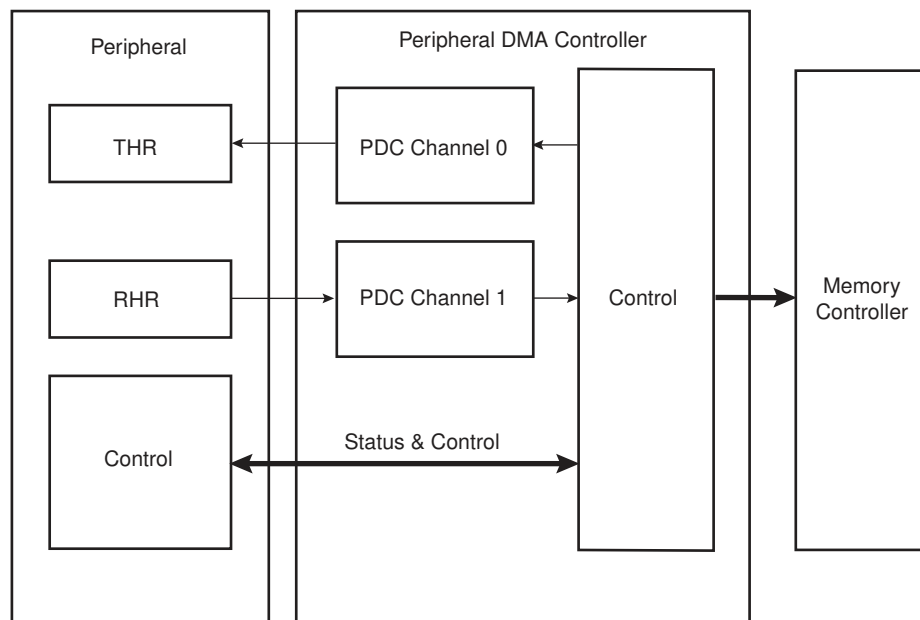 Peripheral
Peripheral DMA Controller
THR
PDC Channel 0
RHR
PDC Channel 1
Control
Memory
Controller
Control
Status & Control